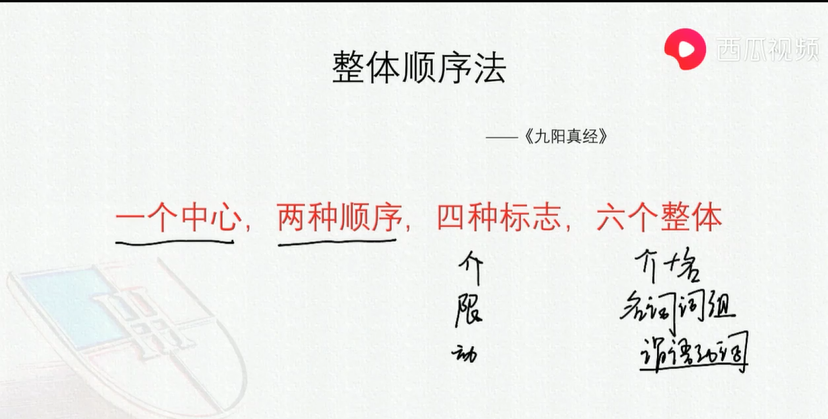 西瓜视频
整体顺序法
——《九阳真经》
一个中心，两种顺序，四种标志，六个整体
介 介+名
限 名词词组
动 谓语动词